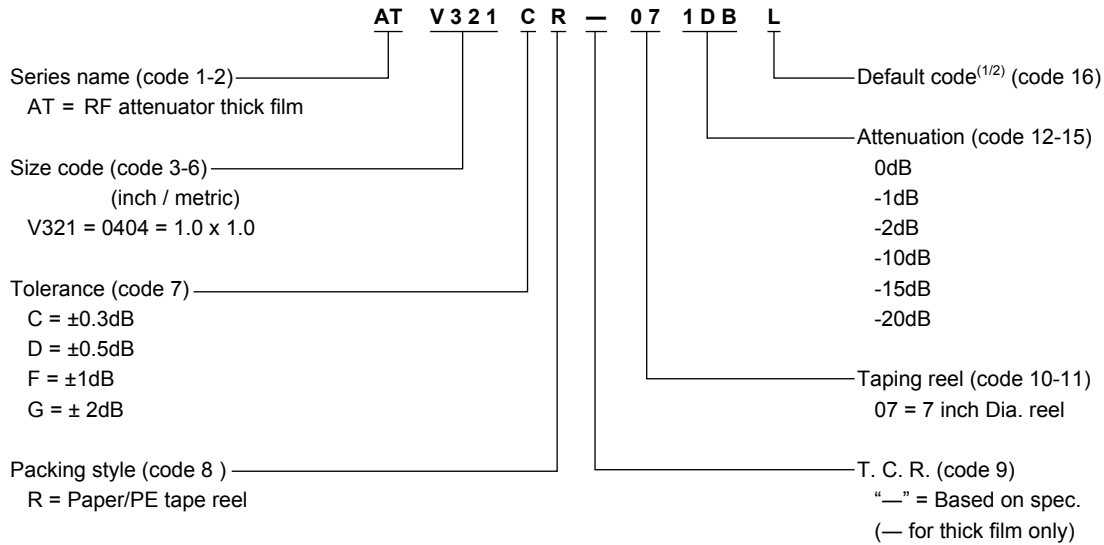 AT V321 C R — 07 1DB L
Series name (code 1-2)
AT = RF attenuator thick film
Size code (code 3-6)
(inch / metric)
V321 = 0404 = 1.0 x 1.0
Tolerance (code 7)
C = ±0.3dB
D = ±0.5dB
F = ±1dB
G = ± 2dB
Packing style (code 8 )
R = Paper/PE tape reel
Default code(1/2) (code 16)
Attenuation (code 12-15)
0dB
-1dB
-2dB
-10dB
-15dB
-20dB
Taping reel (code 10-11)
07 = 7 inch Dia. reel
T. C. R. (code 9)
“—” = Based on spec.
(— for thick film only)